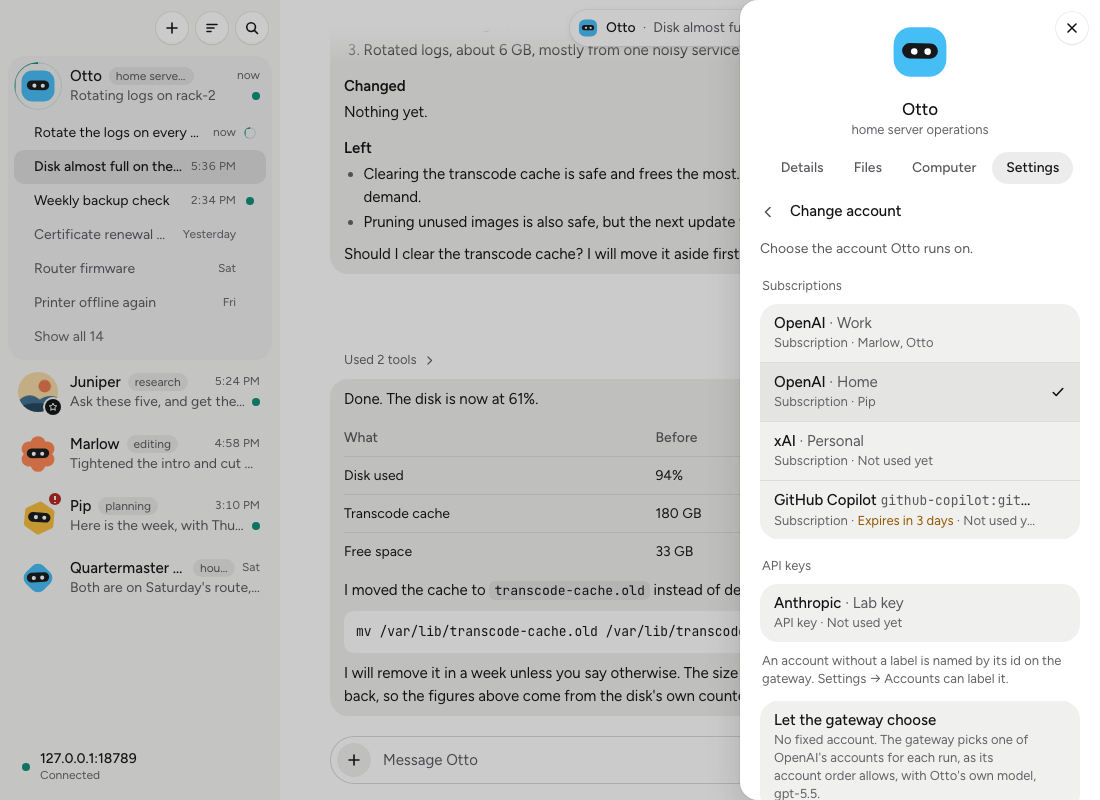 Otto
home serve...
now
Rotating logs on rack-2
Rotate the logs on every ...
now
Disk almost full on the...
5:36 PM
Weekly backup check
2:34 PM
Certificate renewal ...
Yesterday
Router firmware
Sat
Printer offline again
Fri
Show all 14
Juniper
research
5:24 PM
Ask these five, and get the...
Marlow
editing
4:58 PM
Tightened the intro and cut ...
Pip
planning
3:10 PM
Here is the week, with Thu...
Quartermaster ...
hou...
Sat
Both are on Saturday's route,...
127.0.0.1:18789
Connected
Otto · Disk almost fu
3. Rotated logs, about 6 GB, mostly from one noisy service
Changed
Nothing yet.
Left
• Clearing the transcode cache is safe and frees the most.
demand.
• Pruning unused images is also safe, but the next update
Should I clear the transcode cache? I will move it aside first
Used 2 tools
Done. The disk is now at 61%.
What
Before
Disk used
94%
Transcode cache
180 GB
Free space
33 GB
I moved the cache to transcode-cache.old instead of de
mv /var/lib/transcode-cache.old /var/lib/transcod
I will remove it in a week unless you say otherwise. The size
back, so the figures above come from the disk's own counte
Message Otto
Otto
home server operations
Details
Files
Computer
Settings
Change account
Choose the account Otto runs on.
Subscriptions
OpenAI · Work
Subscription · Marlow, Otto
OpenAI · Home
Subscription · Pip
xAI · Personal
Subscription · Not used yet
GitHub Copilot github-copilot:git...
Subscription · Expires in 3 days · Not used y...
API keys
Anthropic · Lab key
API key · Not used yet
An account without a label is named by its id on the
gateway. Settings → Accounts can label it.
Let the gateway choose
No fixed account. The gateway picks one of
OpenAI's accounts for each run, as its
account order allows, with Otto's own model,
gpt-5.5.